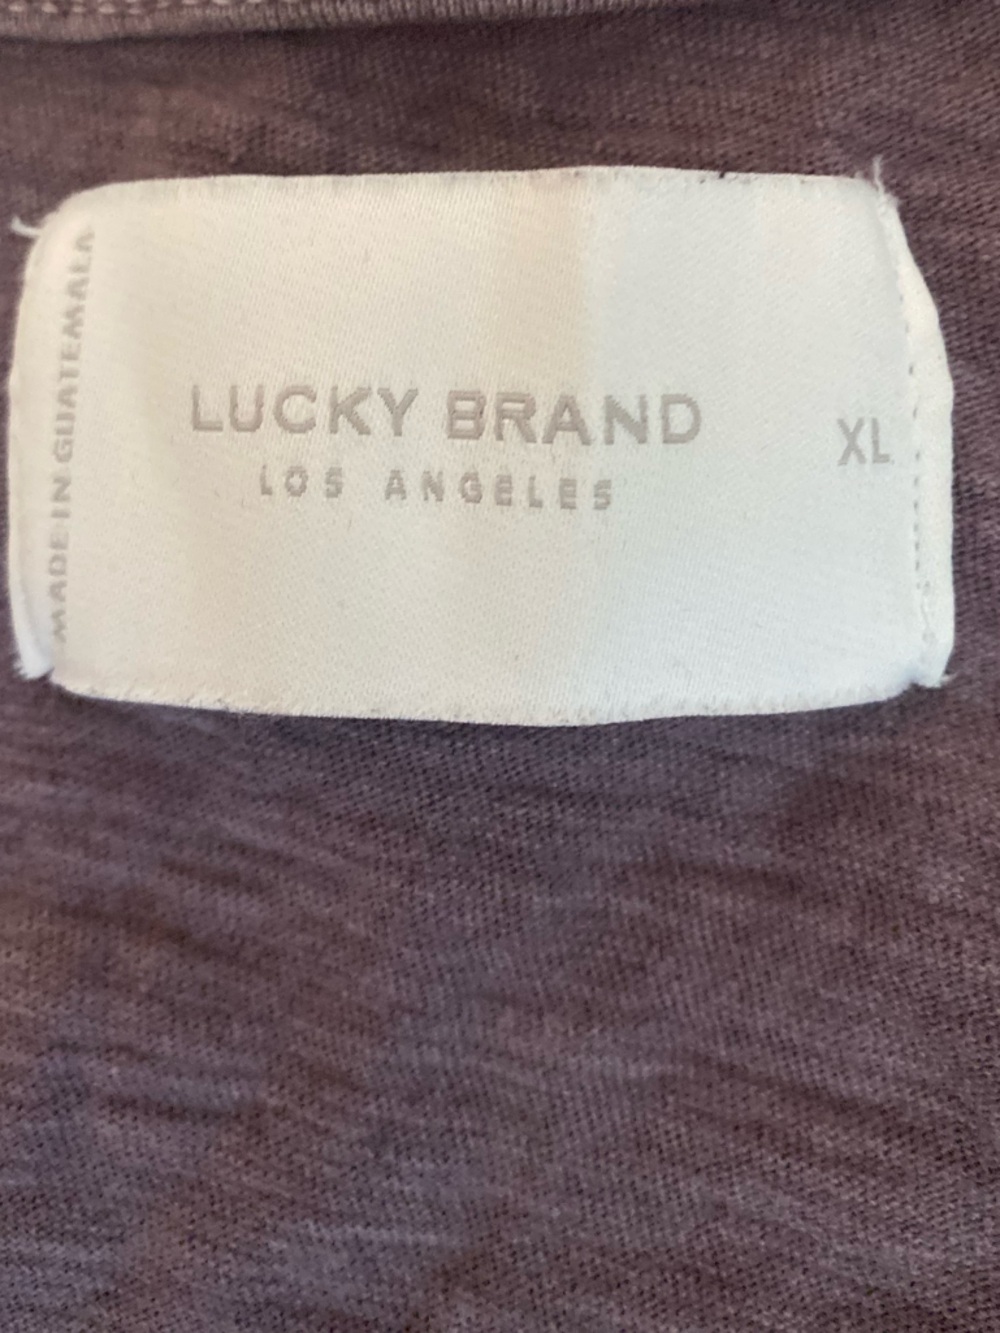 LUCKY BRAND
LOS ANGELES
XL
MADE IN GUATEMALA